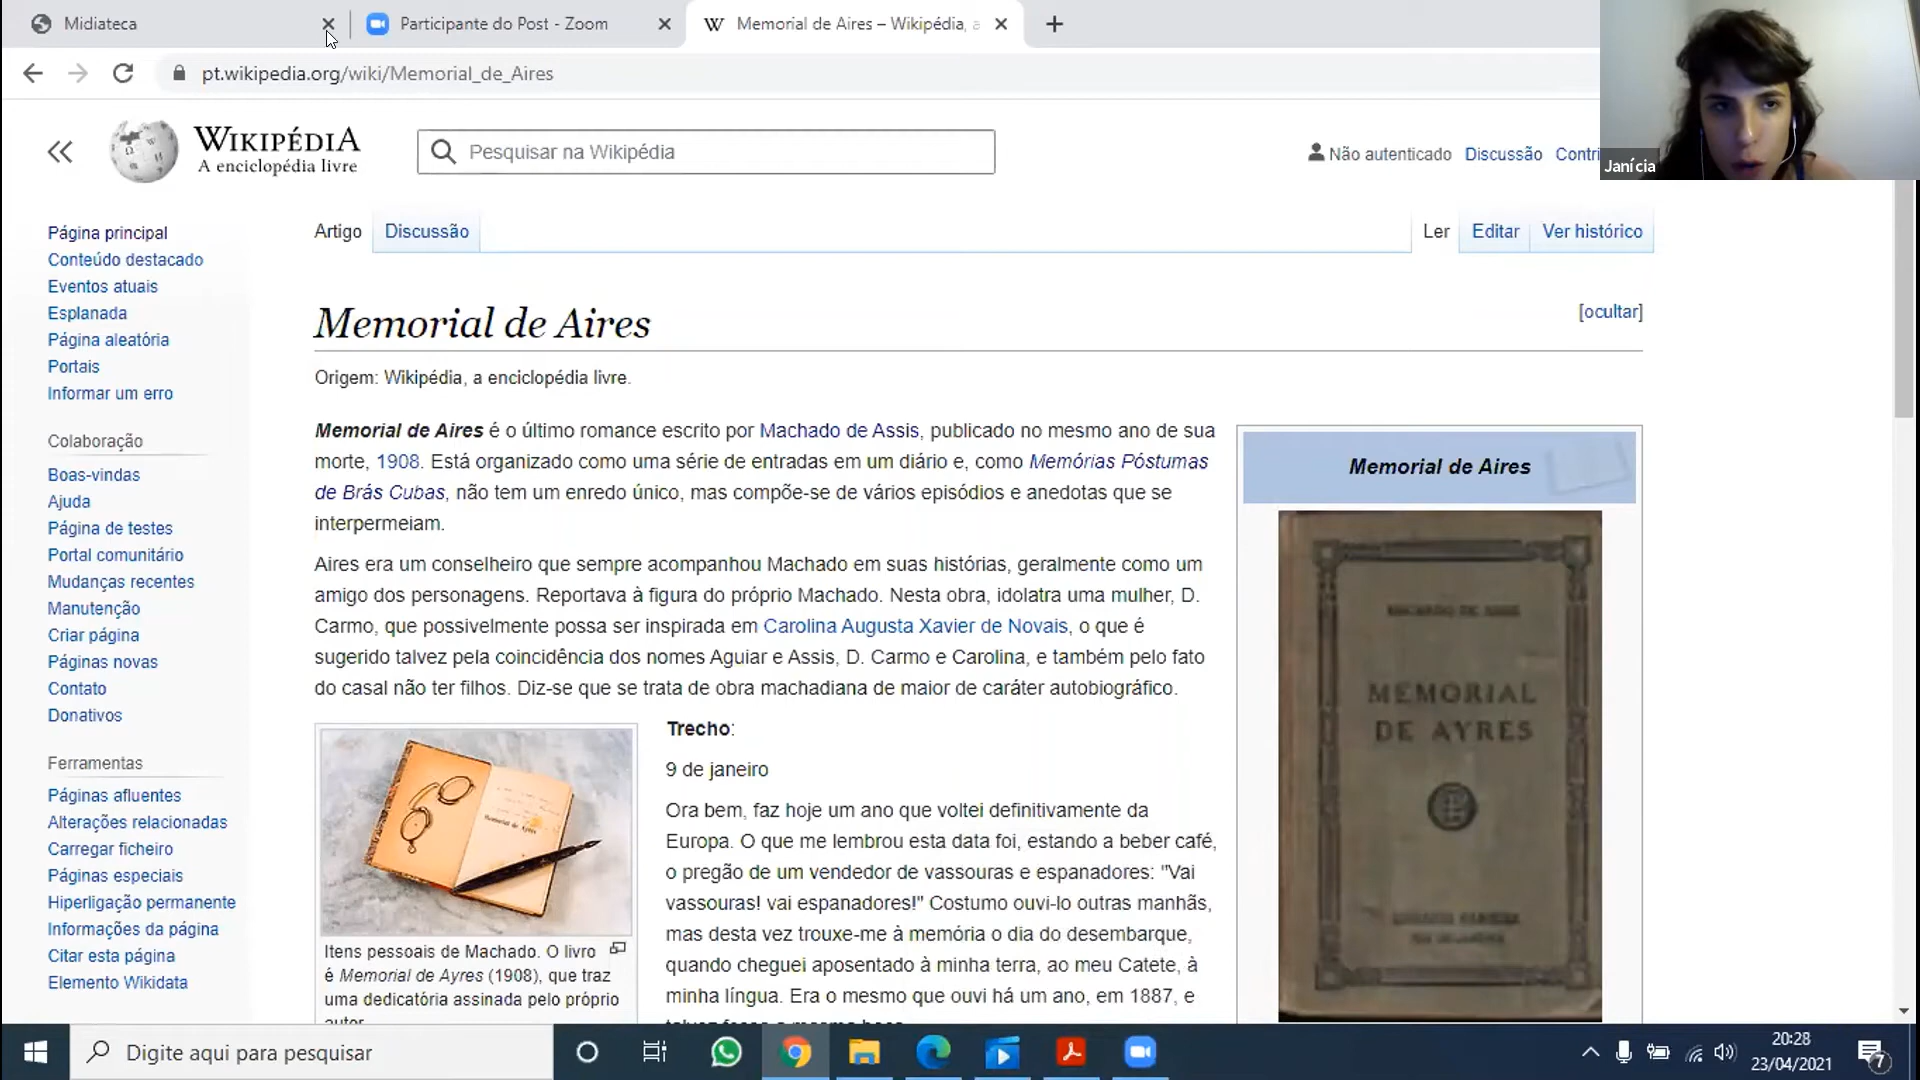 Midiateca
Participante do Post - Zoom
Memorial de Aires – Wikipédia, a
pt.wikipedia.org/wiki/Memorial_de_Aires
WIKIPÉDIA
A enciclopédia livre
Pesquisar na Wikipédia
Não autenticado Discussão Contri
Janícia
Artigo Discussão Ler Editar Ver histórico
Página principal
Conteúdo destacado
Eventos atuais
Esplanada
Página aleatória
Portais
Informar um erro
Colaboração
Boas-vindas
Ajuda
Página de testes
Portal comunitário
Mudanças recentes
Manutenção
Criar página
Páginas novas
Contato
Donativos
Ferramentas
Páginas afluentes
Alterações relacionadas
Carregar ficheiro
Páginas especiais
Hiperligação permanente
Informações da página
Citar esta página
Elemento Wikidata
Memorial de Aires
[ocultar]
Origem: Wikipédia, a enciclopédia livre.
Memorial de Aires é o último romance escrito por Machado de Assis, publicado no mesmo ano de sua
morte, 1908. Está organizado como uma série de entradas em um diário e, como Memórias Póstumas
de Brás Cubas, não tem um enredo único, mas compõe-se de vários episódios e anedotas que se
interpermeiam.
Aires era um conselheiro que sempre acompanhou Machado em suas histórias, geralmente como um
amigo dos personagens. Reportava à figura do próprio Machado. Nesta obra, idolatra uma mulher, D.
Carmo, que possivelmente possa ser inspirada em Carolina Augusta Xavier de Novais, o que é
sugerido talvez pela coincidência dos nomes Aguiar e Assis, D. Carmo e Carolina, e também pelo fato
do casal não ter filhos. Diz-se que se trata de obra machadiana de maior de caráter autobiográfico.
Itens pessoais de Machado. O livro
é Memorial de Ayres (1908), que traz
uma dedicatória assinada pelo próprio
autor
Trecho:
9 de janeiro
Ora bem, faz hoje um ano que voltei definitivamente da
Europa. O que me lembrou esta data foi, estando a beber café,
o pregão de um vendedor de vassouras e espanadores: "Vai
vassouras! vai espanadores!" Costumo ouvi-lo outras manhãs,
mas desta vez trouxe-me à memória o dia do desembarque,
quando cheguei aposentado à minha terra, ao meu Catete, à
minha língua. Era o mesmo que ouvi há um ano, em 1887, e
Memorial de Aires
MACHADO DE ASSIS
MEMORIAL
DE AYRES
Digite aqui para pesquisar
20:28
23/04/2021
7